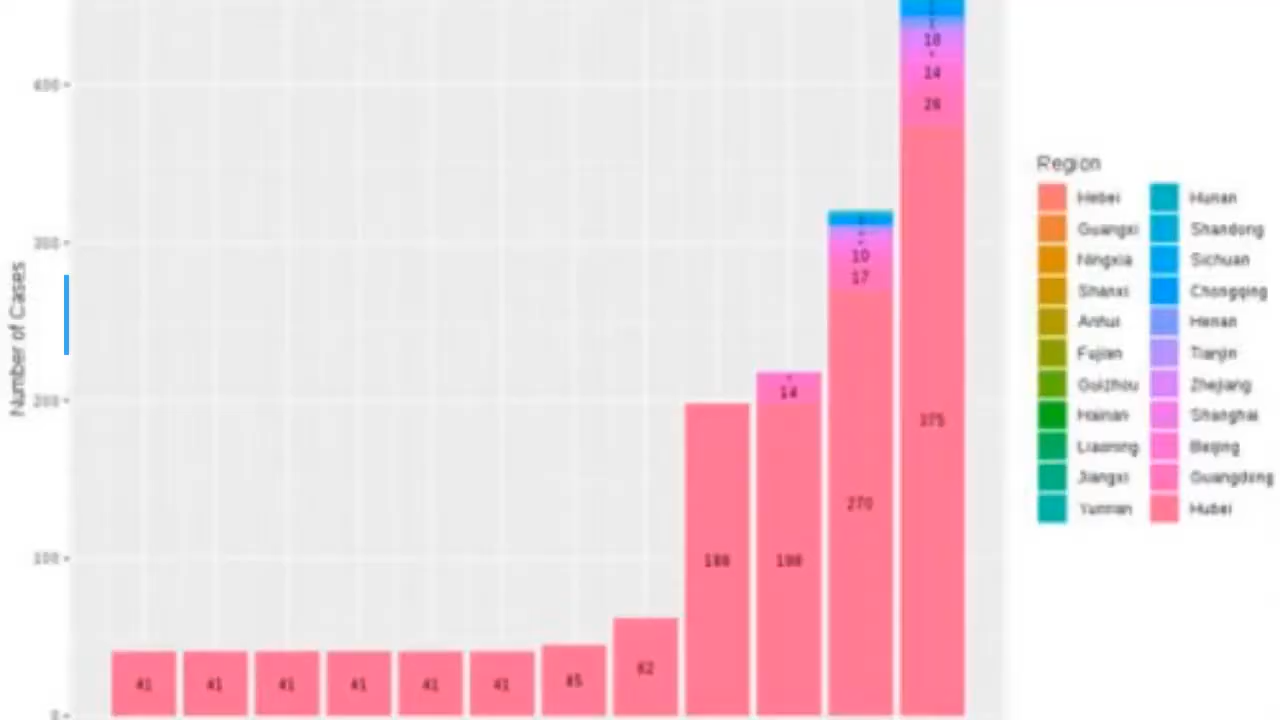 18
14
400
26
Region
Hebei
Hunan
Guangxi
Shandong
300
10
Ningxia
Sichuan
17
Shanxi
Chongqing
Number of Cases
Anhui
Henan
Fujian
Tianjin
Guizhou
Zhejiang
200
14
Hainan
Shanghai
375
Liaoning
Beijing
Jiangxi
Guangdong
270
Yunnan
Hubei
100
198
198
41
41
41
41
41
41
45
62
0